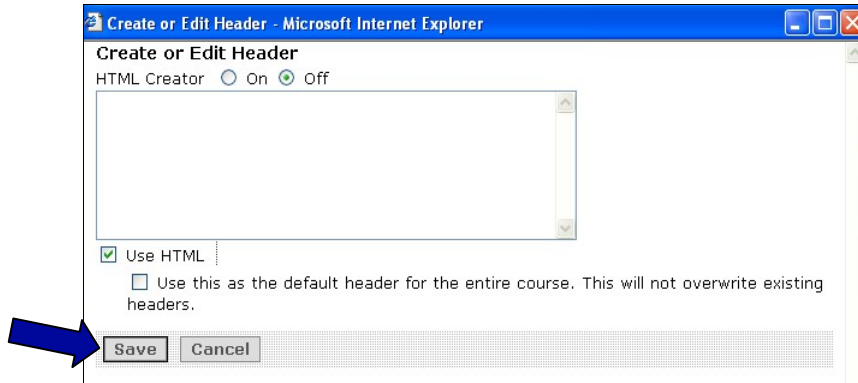 Create or Edit Header - Microsoft Internet Explorer
Create or Edit Header
HTML Creator On Off
Use HTML
Use this as the default header for the entire course. This will not overwrite existing
headers.
Save Cancel